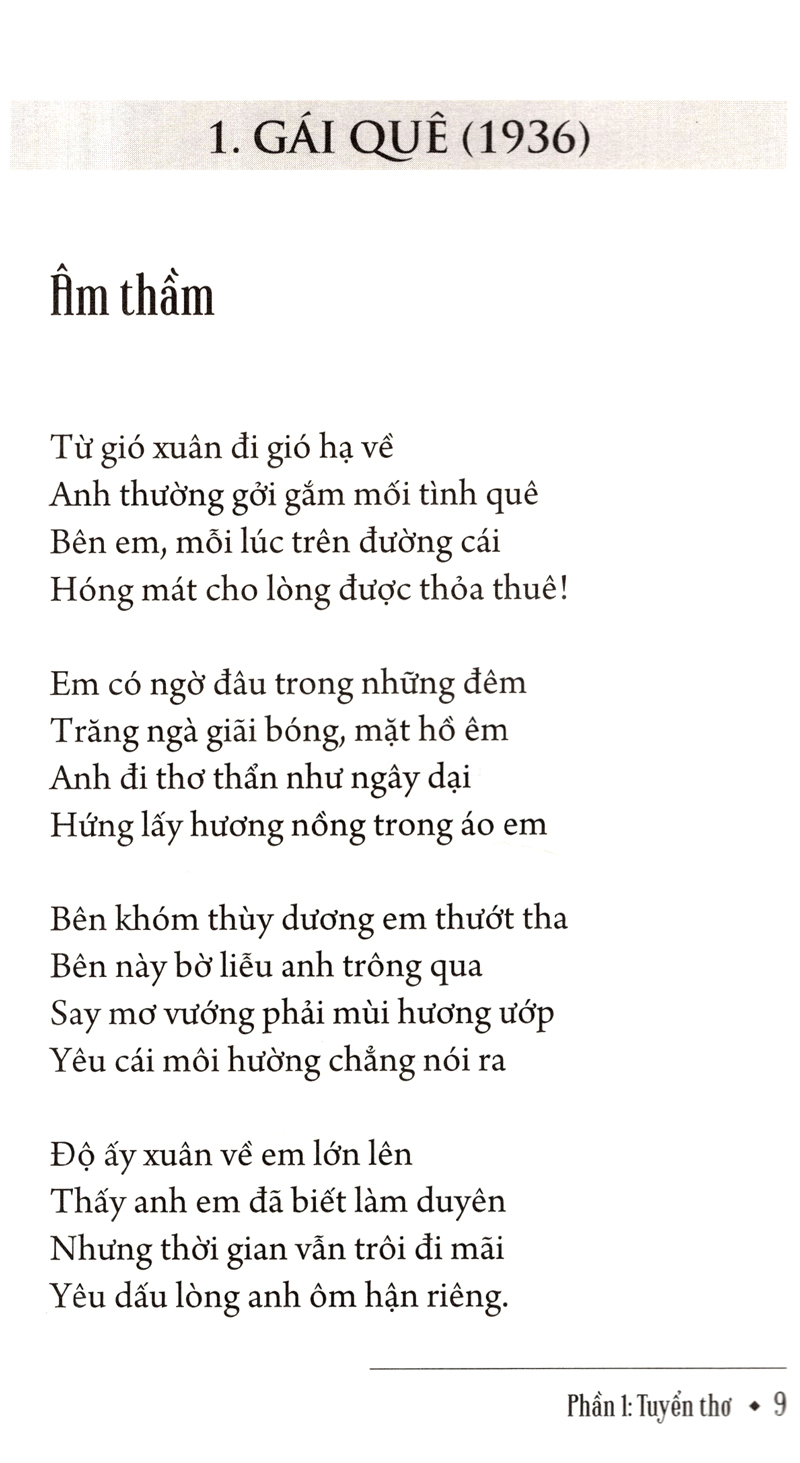 1. GÁI QUÊ (1936)
Âm thầm
Từ gió xuân đi gió hạ về
Anh thường gởi gắm mối tình quê
Bên em, mỗi lúc trên đường cái
Hóng mát cho lòng được thỏa thuê!
Em có ngờ đâu trong những đêm
Trăng ngà giãi bóng, mặt hồ êm
Anh đi thơ thẩn như ngây dại
Hứng lấy hương nồng trong áo em
Bên khóm thùy dương em thướt tha
Bên này bờ liễu anh trông qua
Say mơ vướng phải mùi hương ướp
Yêu cái môi hường chẳng nói ra
Độ ấy xuân về em lớn lên
Thấy anh em đã biết làm duyên
Nhưng thời gian vẫn trôi đi mãi
Yêu dấu lòng anh ôm hận riêng.
Phần 1: Tuyển thơ ◆ 9